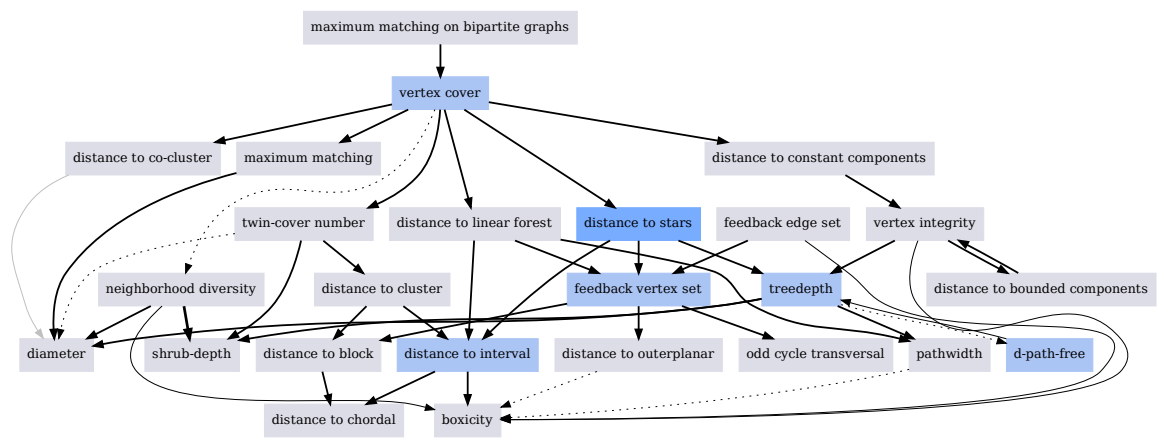 maximum matching on bipartite graphs
vertex cover
distance to co-cluster
maximum matching
distance to constant components
twin-cover number
distance to linear forest
distance to stars
feedback edge set
vertex integrity
neighborhood diversity
distance to cluster
feedback vertex set
treedepth
distance to bounded components
diameter
shrub-depth
distance to block
distance to interval
distance to outerplanar
odd cycle transversal
pathwidth
d-path-free
distance to chordal
boxicity